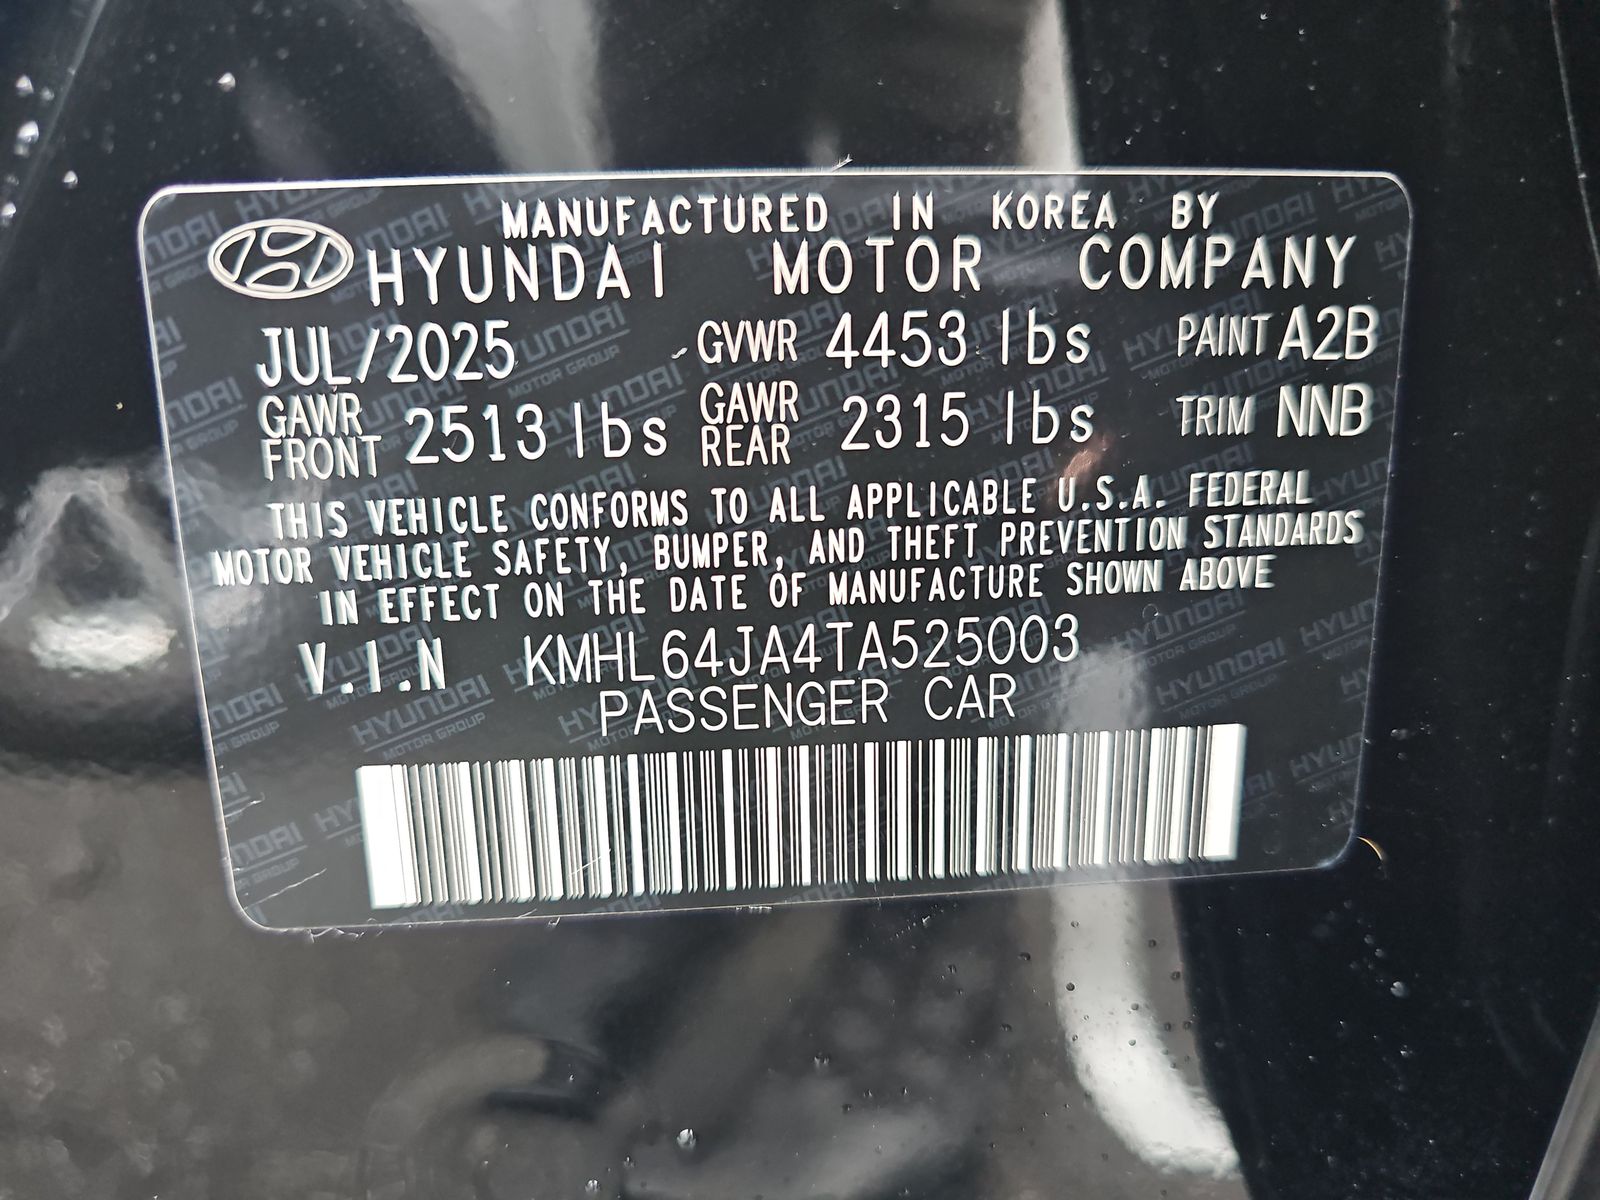 MANUFACTURED IN KOREA BY
HYUNDAI MOTOR COMPANY
JUL/2025 GVWR 4453 lbs PAINT A2B
GAWR FRONT 2513 lbs GAWR REAR 2315 lbs TRIM NNB
THIS VEHICLE CONFORMS TO ALL APPLICABLE U.S.A. FEDERAL
MOTOR VEHICLE SAFETY, BUMPER, AND THEFT PREVENTION STANDARDS
IN EFFECT ON THE DATE OF MANUFACTURE SHOWN ABOVE
V.I.N KMHL64JA4TA525003
PASSENGER CAR